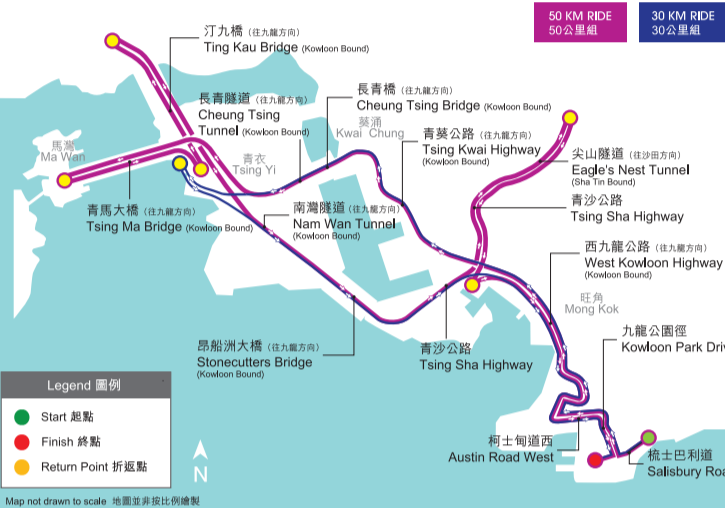 50 KM RIDE
50公里組
30 KM RIDE
30公里組
汀九橋 (往九龍方向)
Ting Kau Bridge (Kowloon Bound)
長青隧道 (往九龍方向)
Cheung Tsing
Tunnel (Kowloon Bound)
長青橋 (往九龍方向)
Cheung Tsing Bridge (Kowloon Bound)
葵涌
Kwai Chung
青葵公路 (往九龍方向)
Tsing Kwai Highway
(Kowloon Bound)
馬灣
Ma Wan
青衣
Tsing Yi
尖山隧道 (往沙田方向)
Eagle's Nest Tunnel
(Sha Tin Bound)
青沙公路
Tsing Sha Highway
青馬大橋 (往九龍方向)
Tsing Ma Bridge (Kowloon Bound)
南灣隧道 (往九龍方向)
Nam Wan Tunnel
(Kowloon Bound)
西九龍公路 (往九龍方向)
West Kowloon Highway
(Kowloon Bound)
旺角
Mong Kok
昂船洲大橋 (往九龍方向)
Stonecutters Bridge
(Kowloon Bound)
青沙公路
Tsing Sha Highway
九龍公園徑
Kowloon Park Driv
柯士甸道西
Austin Road West
梳士巴利道
Salisbury Roa
Legend 圖例
Start 起點
Finish 終點
Return Point 折返點
N
Map not drawn to scale 地圖並非按比例繪製